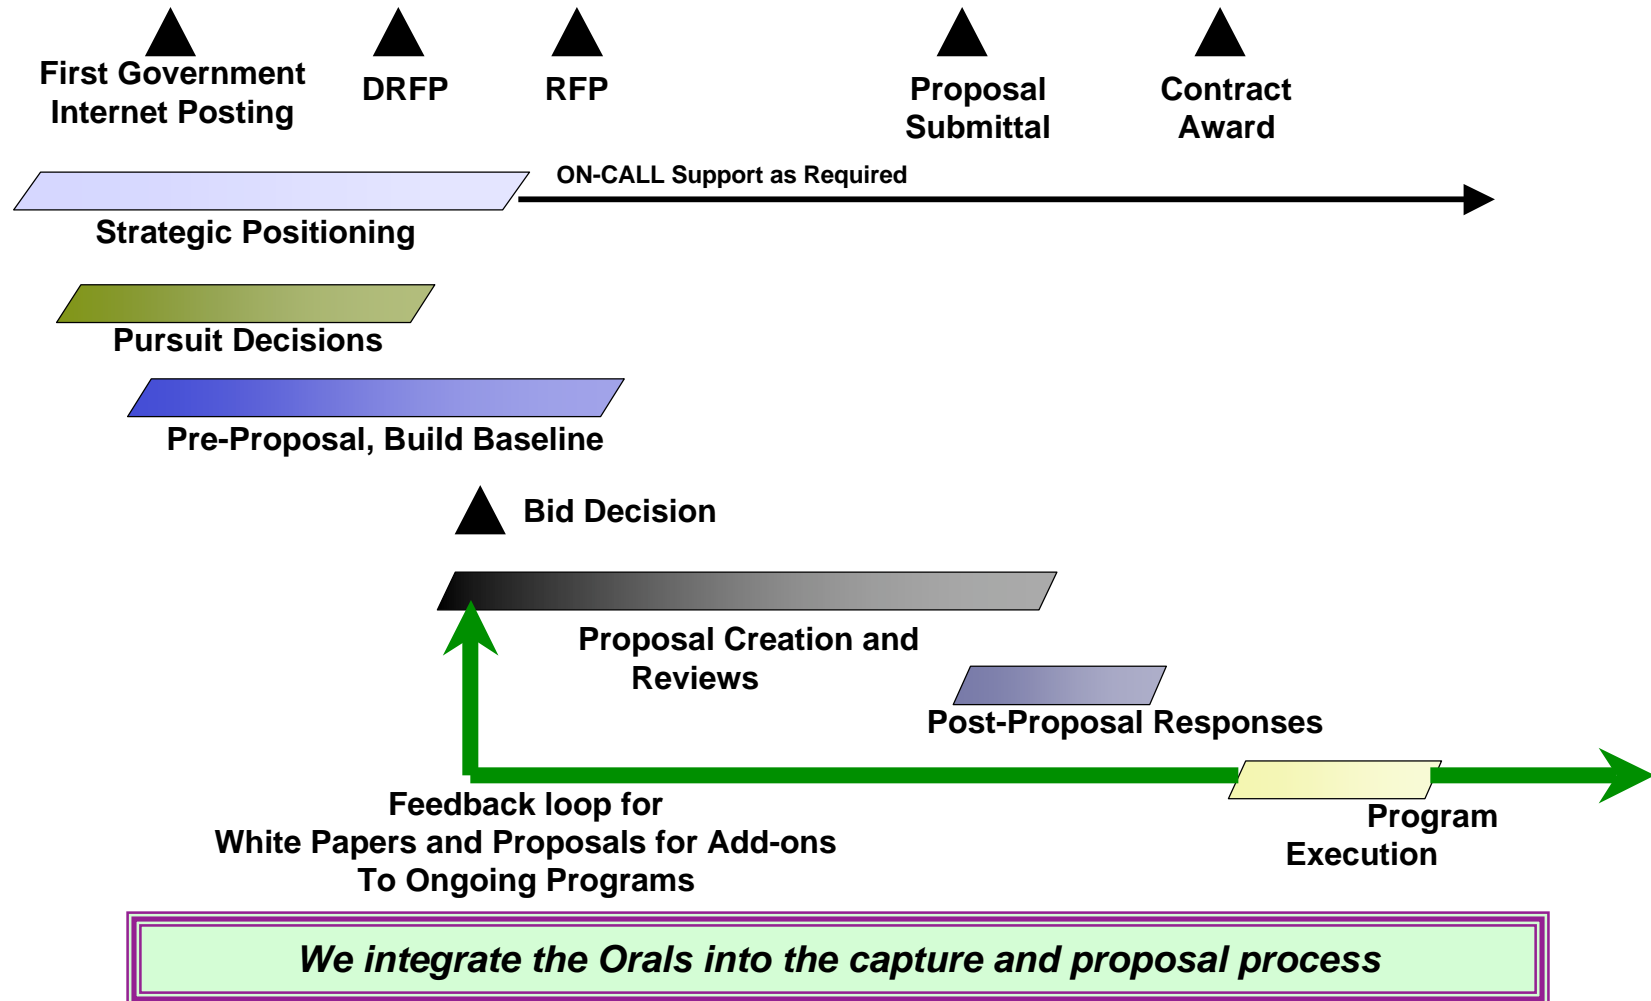 First Government
Internet Posting
DRFP
RFP
Proposal
Submittal
Contract
Award
ON-CALL Support as Required
Strategic Positioning
Pursuit Decisions
Pre-Proposal, Build Baseline
Bid Decision
Proposal Creation and
Reviews
Post-Proposal Responses
Feedback loop for
White Papers and Proposals for Add-ons
To Ongoing Programs
Program
Execution
We integrate the Orals into the capture and proposal process